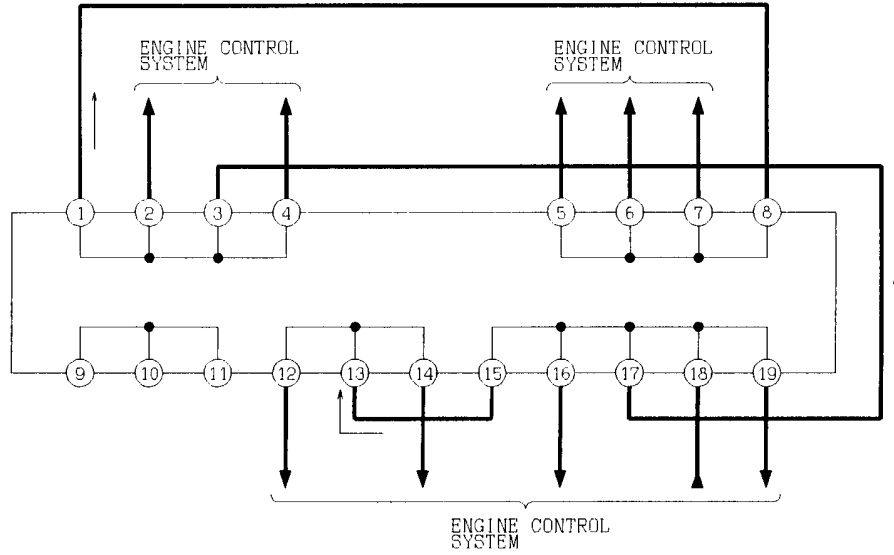 ENGINE CONTROL
SYSTEM
ENGINE CONTROL
SYSTEM
1 2 3 4 5 6 7 8
9 10 11 12 13 14 15 16 17 18 19
ENGINE CONTROL
SYSTEM